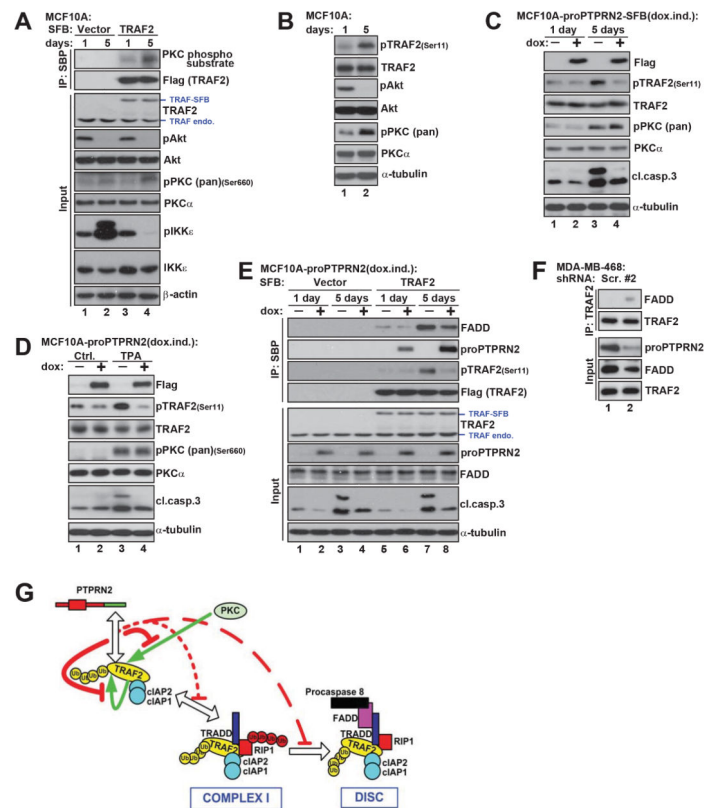 A
MCF10A:
SFB: Vector TRAF2
days: 1 5 1 5
IP: SBP
PKC phospho
substrate
Flag (TRAF2)
Input
TRAF-SFB
TRAF2
TRAF endo.
pAkt
Akt
pPKC (pan)(Ser660)
PKCα
pIKKε
IKKε
β-actin
1 2 3 4
B
MCF10A:
days: 1 5
pTRAF2(Ser11)
TRAF2
pAkt
Akt
pPKC (pan)
PKCα
α-tubulin
1 2
C
MCF10A-proPTPRN2-SFB(dox.ind.):
1 day 5 days
dox: − + − +
Flag
pTRAF2(Ser11)
TRAF2
pPKC (pan)
PKCα
cl.casp.3
α-tubulin
1 2 3 4
D
MCF10A-proPTPRN2(dox.ind.):
Ctrl. TPA
dox: − + − +
Flag
pTRAF2(Ser11)
TRAF2
pPKC (pan)(Ser660)
PKCα
cl.casp.3
α-tubulin
1 2 3 4
E
MCF10A-proPTPRN2(dox.ind.):
SFB: Vector TRAF2
1 day 5 days 1 day 5 days
dox: − + − + − + − +
IP: SBP
FADD
proPTPRN2
pTRAF2(Ser11)
Flag (TRAF2)
Input
TRAF-SFB
TRAF2
TRAF endo.
proPTPRN2
FADD
cl.casp.3
α-tubulin
1 2 3 4 5 6 7 8
F
MDA-MB-468:
shRNA: Scr. #2
IP: TRAF2
FADD
TRAF2
Input
proPTPRN2
FADD
TRAF2
1 2
G
PTPRN2
PKC
Ub Ub Ub Ub
TRAF2
cIAP2
cIAP1
TRADD
TRAF2
RIP1
Ub Ub Ub Ub
cIAP2
cIAP1
COMPLEX I
Procaspase 8
FADD
TRADD
TRAF2
RIP1
cIAP2
cIAP1
DISC